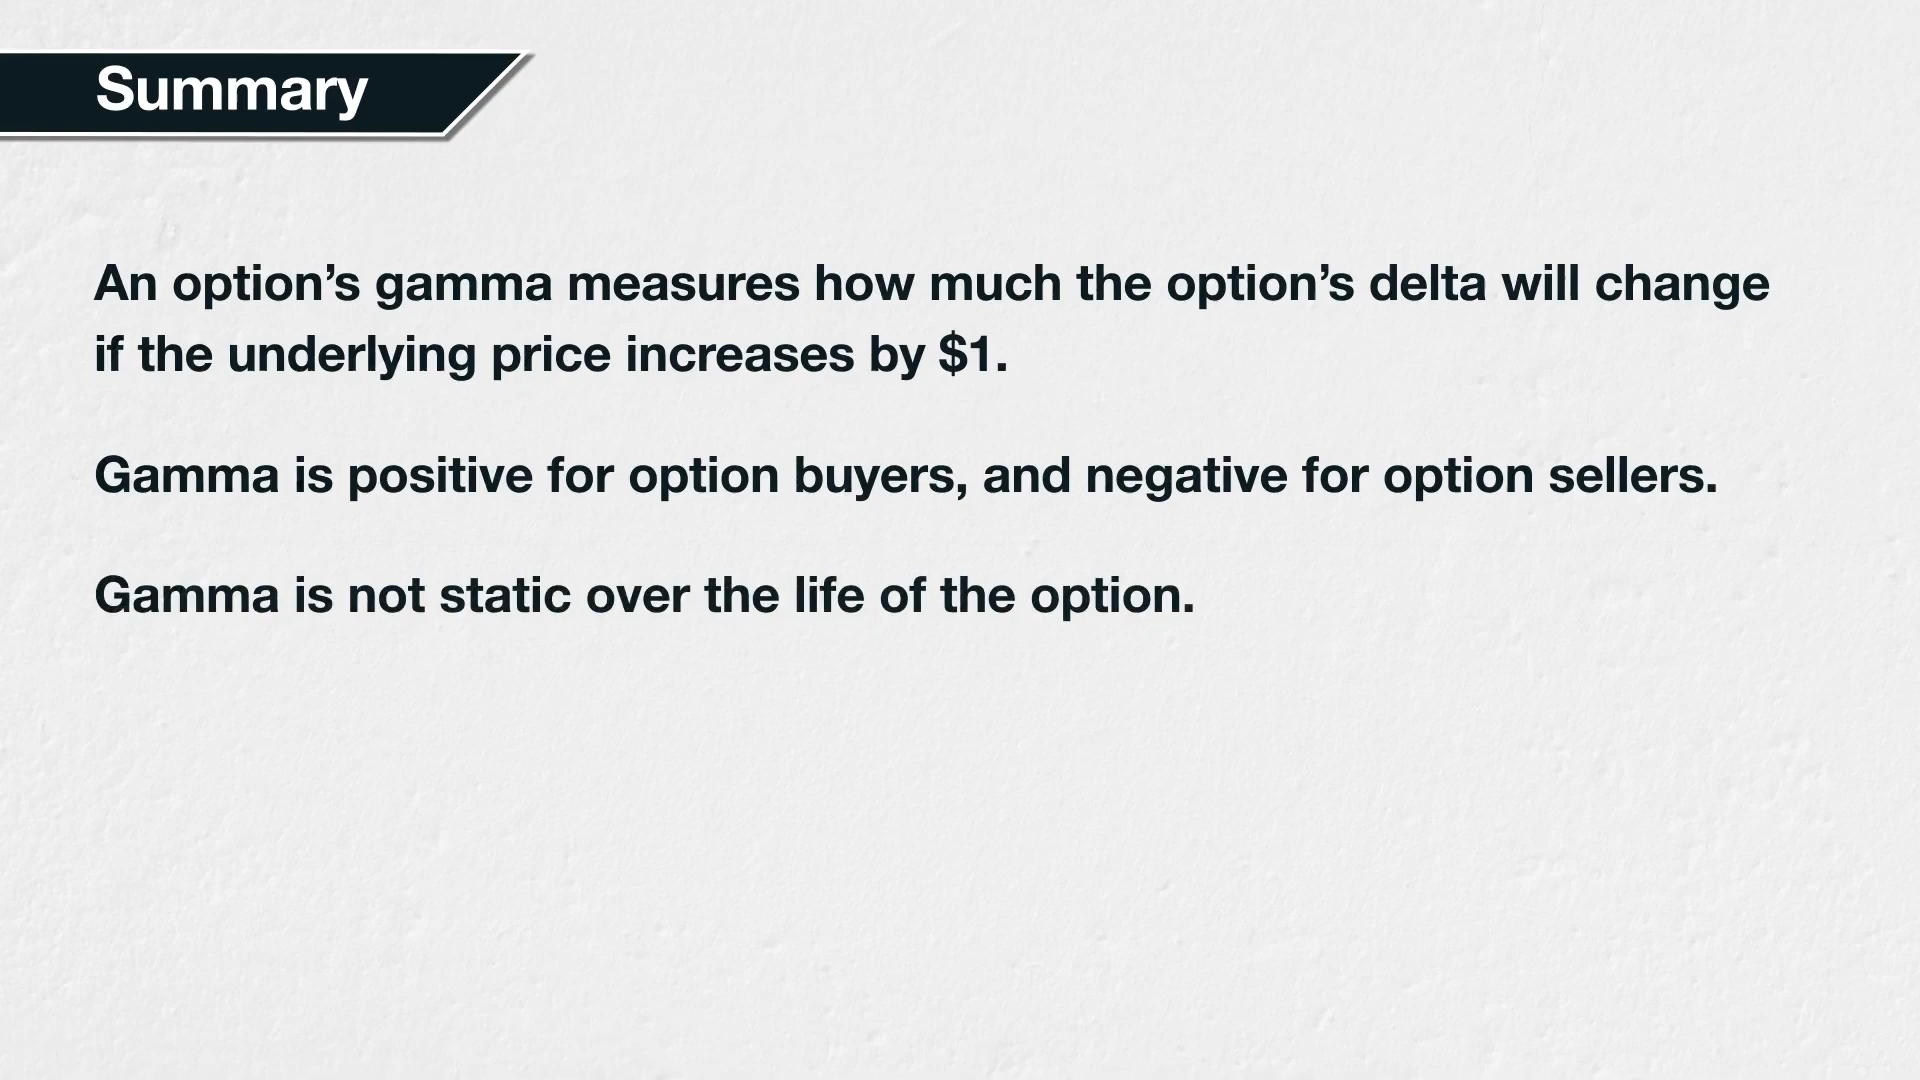 Summary
An option’s gamma measures how much the option’s delta will change
if the underlying price increases by $1.
Gamma is positive for option buyers, and negative for option sellers.
Gamma is not static over the life of the option.